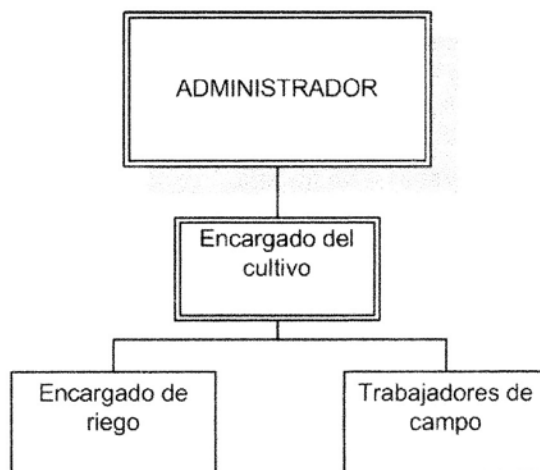 ADMINISTRADOR
Encargado del
cultivo
Encargado de
riego
Trabajadores de
campo